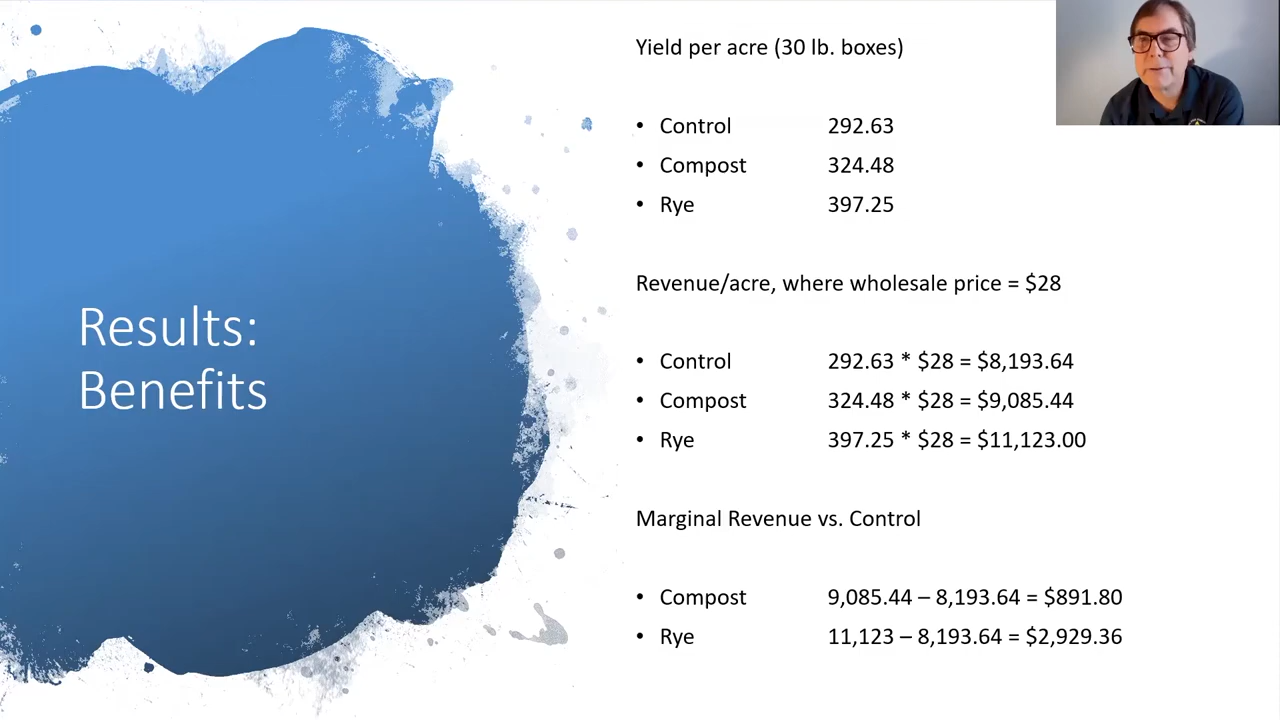 Results:
Benefits
Yield per acre (30 lb. boxes)
• Control 292.63
• Compost 324.48
• Rye 397.25
Revenue/acre, where wholesale price = $28
• Control 292.63 * $28 = $8,193.64
• Compost 324.48 * $28 = $9,085.44
• Rye 397.25 * $28 = $11,123.00
Marginal Revenue vs. Control
• Compost 9,085.44 – 8,193.64 = $891.80
• Rye 11,123 – 8,193.64 = $2,929.36